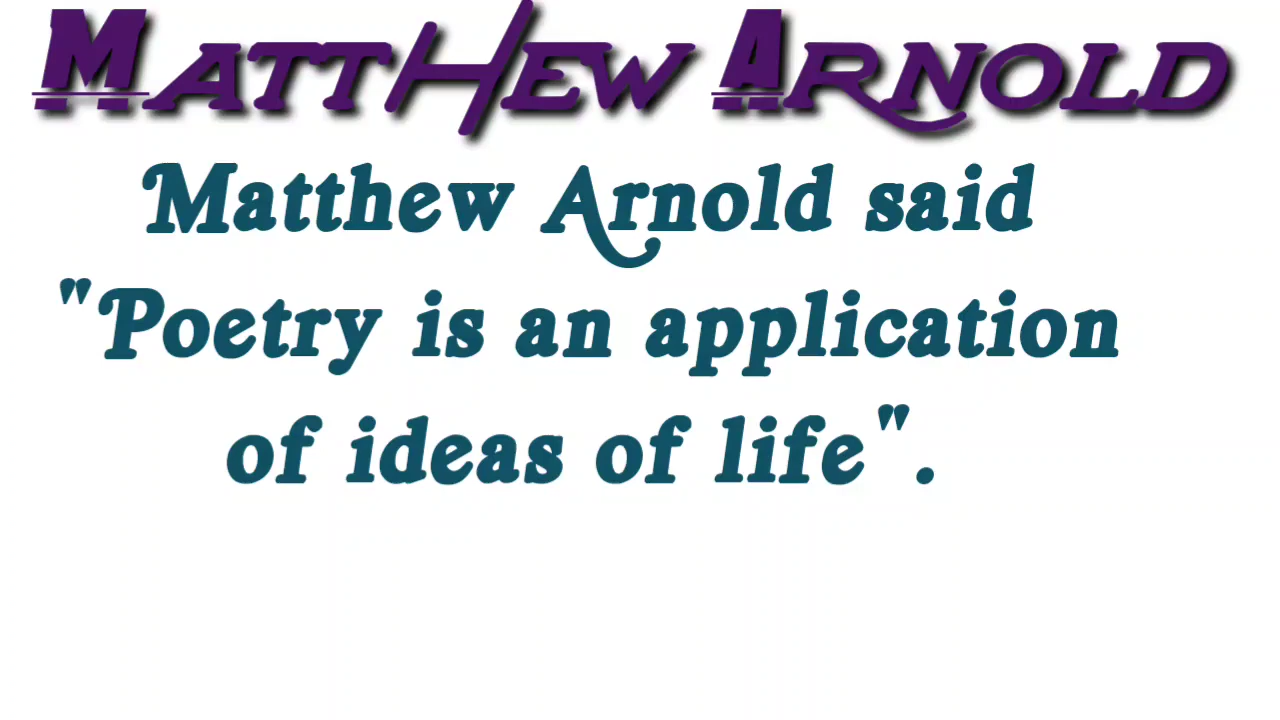 Matthew Arnold
Matthew Arnold said
"Poetry is an application
of ideas of life".